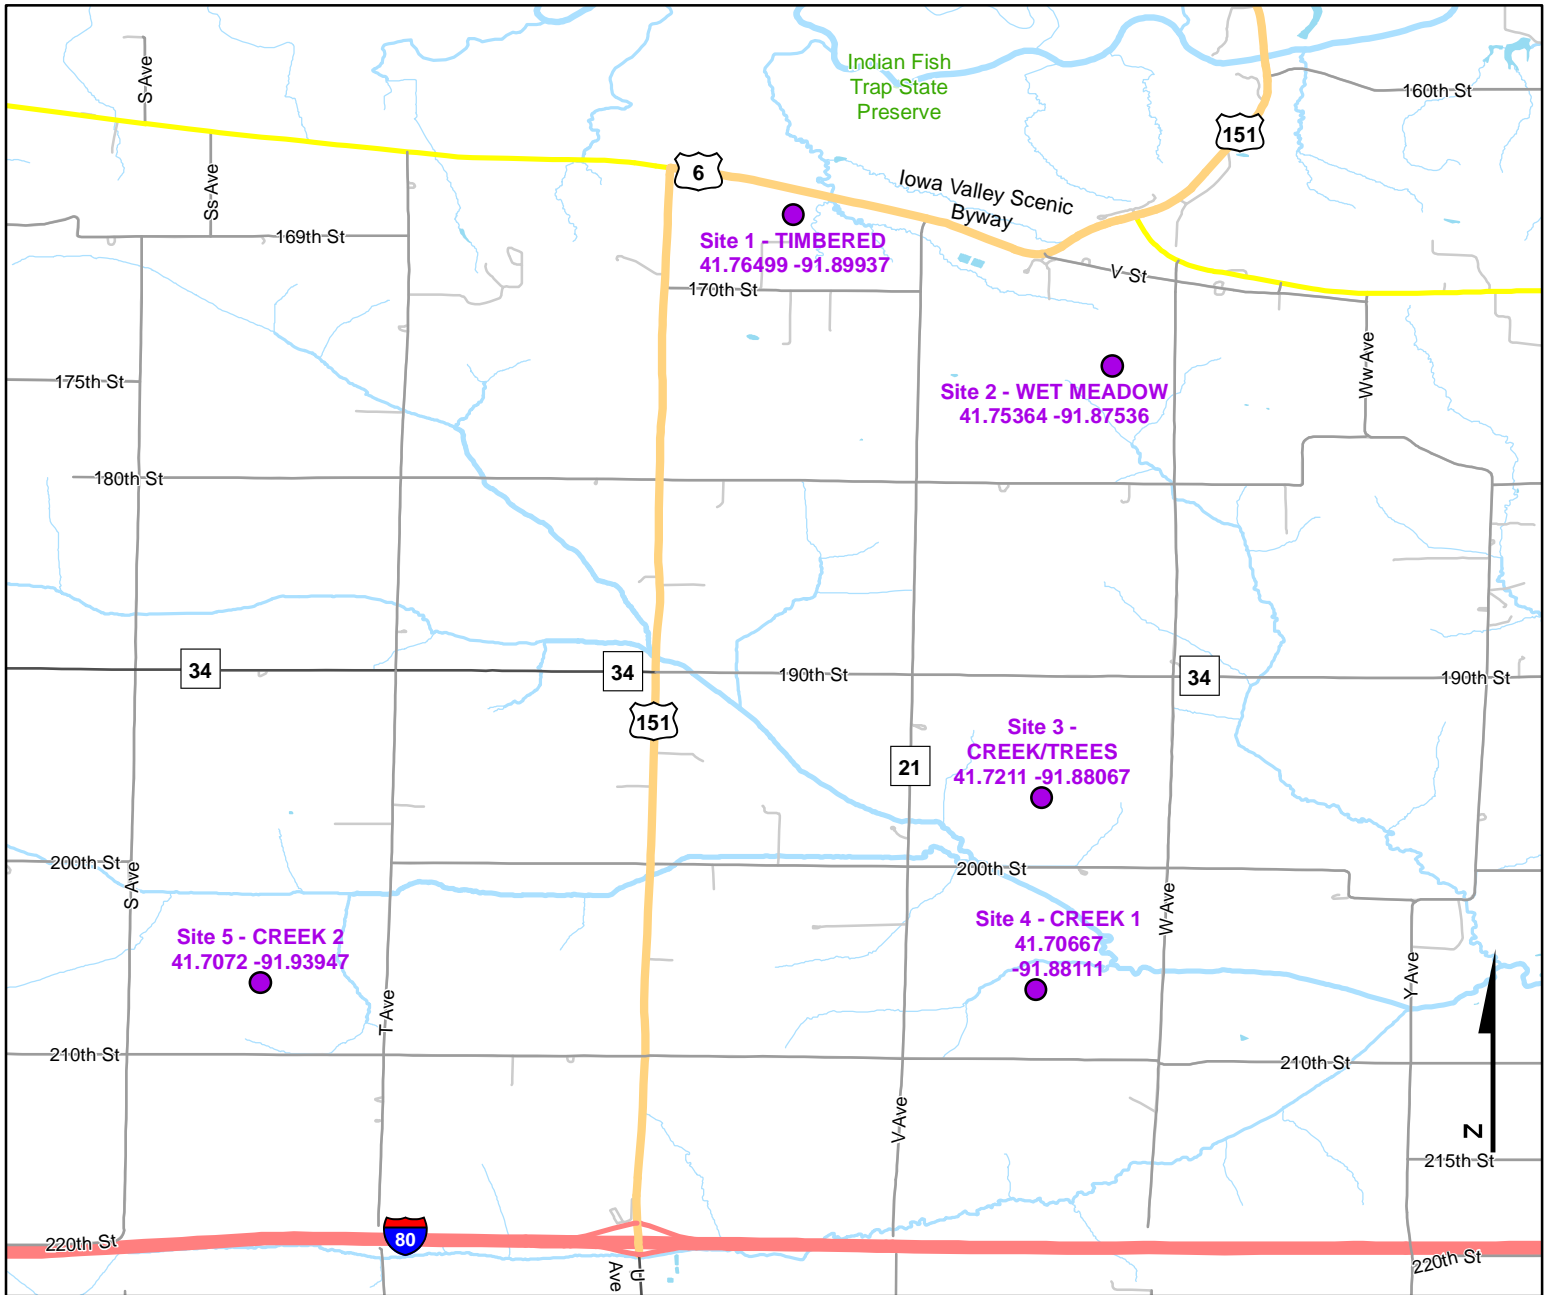 S Ave
Indian Fish
Trap State
Preserve
160th St
151
6
Ss Ave
Iowa Valley Scenic
Byway
169th St
Site 1 - TIMBERED
41.76499 -91.89937
170th St
V St
175th St
Ww Ave
Site 2 - WET MEADOW
41.75364 -91.87536
180th St
34
34
190th St
34
190th St
151
21
Site 3 -
CREEK/TREES
41.7211 -91.88067
200th St
S Ave
200th St
W Ave
Site 4 - CREEK 1
41.70667
-91.88111
Site 5 - CREEK 2
41.7072 -91.93947
T Ave
Y Ave
210th St
210th St
V Ave
N
215th St
220th St
80
220th St
U
Ave